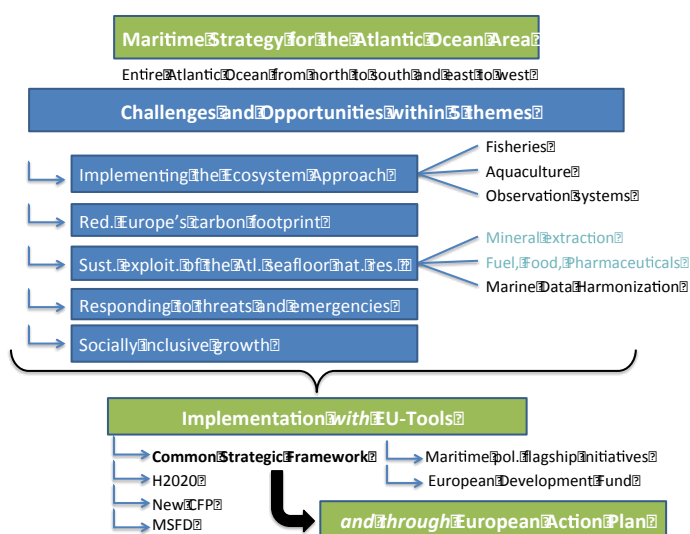 Maritime Strategy for the Atlantic Ocean Area
Entire Atlantic Ocean from north to south and east to west
Challenges and Opportunities within 5 themes
Implementing the Ecosystem Approach
Fisheries
Aquaculture
Observation systems
Red. Europe's carbon footprint
Sust. exploit. of the Atl. seafloor nat. res.
Mineral extraction
Fuel, Food, Pharmaceuticals
Marine Data Harmonization
Responding to threats and emergencies
Socially inclusive growth
Implementation with EU-Tools
Common Strategic Framework
H2020
New CFP
MSFD
Maritime pol. flagship initiatives
European Development Fund
and through European Action Plan